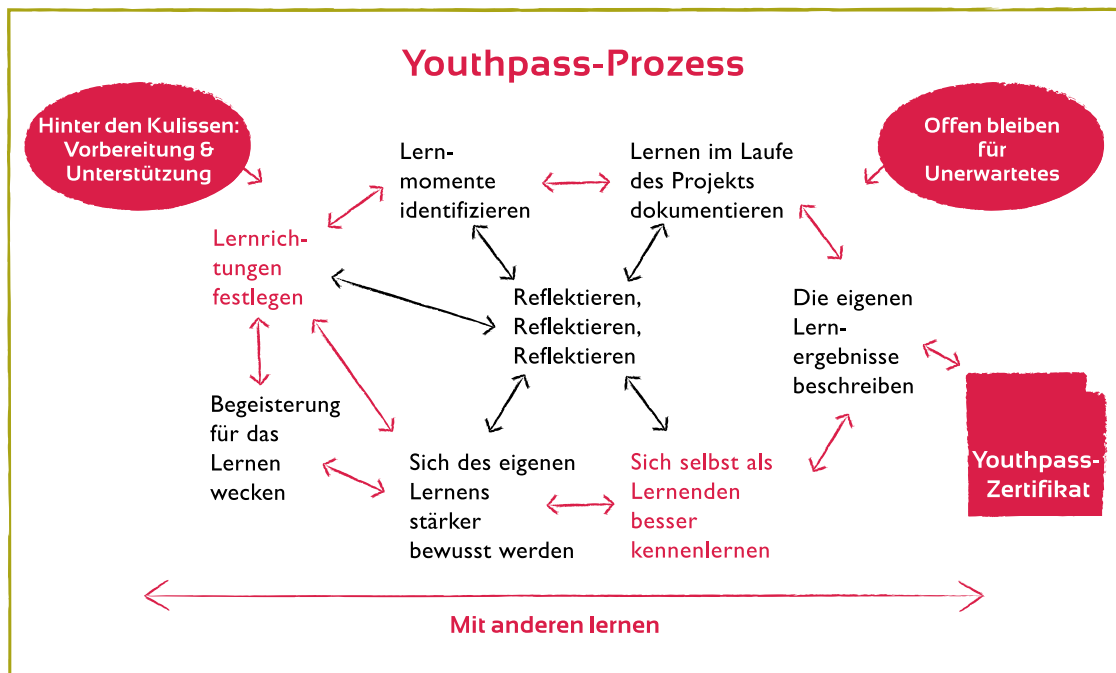 Youthpass-Prozess
Hinter den Kulissen:
Vorbereitung &
Unterstützung
Offen bleiben
für
Unerwartetes
Lern-
momente
identifizieren
Lernen im Laufe
des Projekts
dokumentieren
Lernrich-
tungen
festlegen
Reflektieren,
Reflektieren,
Reflektieren
Die eigenen
Lern-
ergebnisse
beschreiben
Begeisterung
für das
Lernen
wecken
Sich des eigenen
Lernens
stärker
bewusst werden
Sich selbst als
Lernenden
besser
kennenlernen
Youthpass-
Zertifikat
Mit anderen lernen